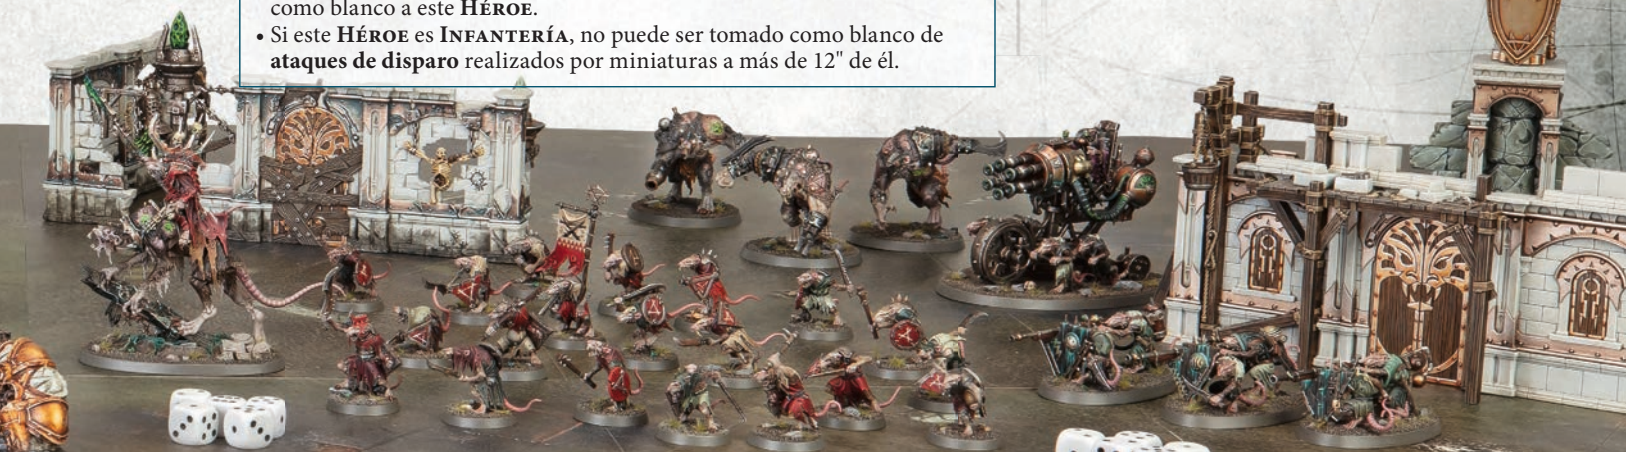 como blanco a este HÉROE.
• Si este HÉROE es INFANTERÍA, no puede ser tomado como blanco de
ataques de disparo realizados por miniaturas a más de 12" de él.